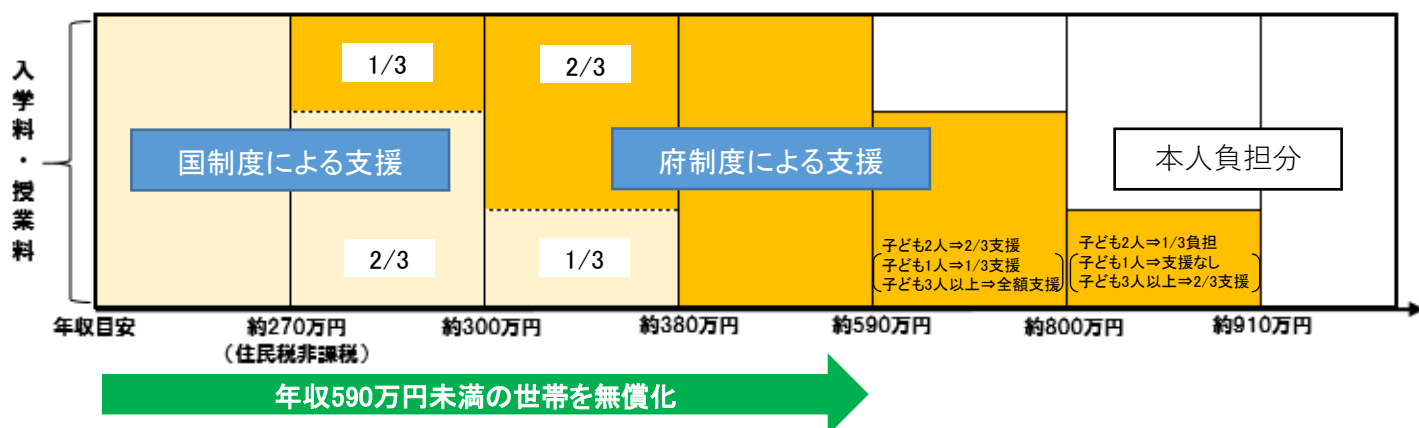 入学料・授業料
1/3
2/3
国制度による支援
府制度による支援
本人負担分
2/3
1/3
子ども2人⇒2/3支援
子ども1人⇒1/3支援
子ども3人以上⇒全額支援
子ども2人⇒1/3負担
子ども1人⇒支援なし
子ども3人以上⇒2/3支援
年収目安
約270万円
(住民税非課税)
約300万円
約380万円
約590万円
約800万円
約910万円
年収590万円未満の世帯を無償化